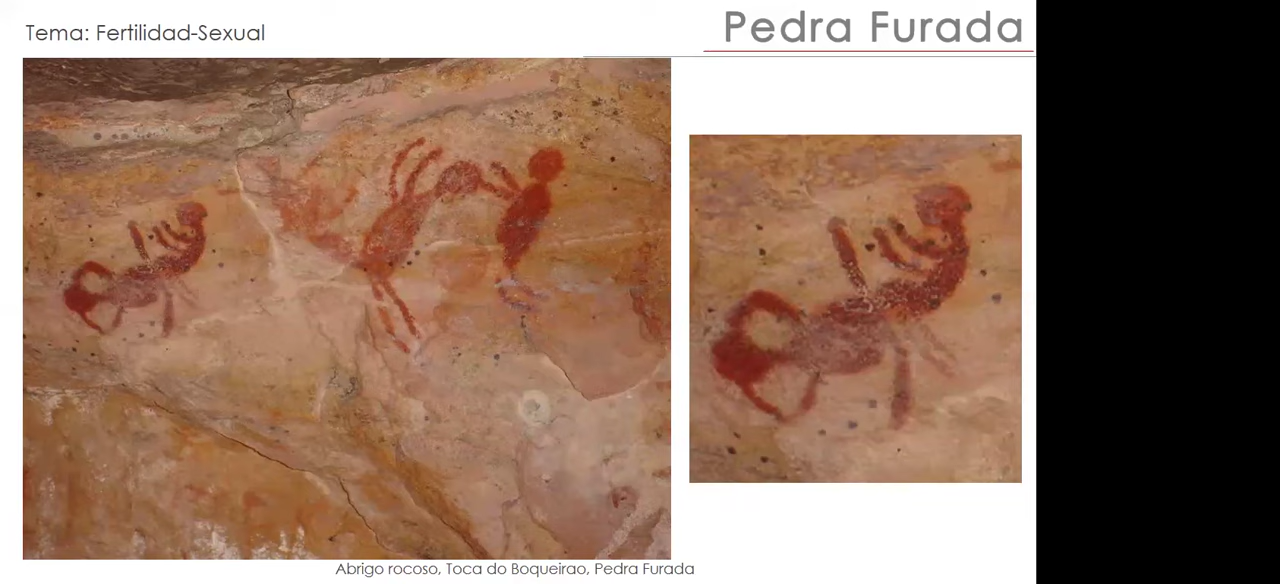 Tema: Fertilidad-Sexual
Pedra Furada
Abrigo rocoso, Toca do Boqueirao, Pedra Furada